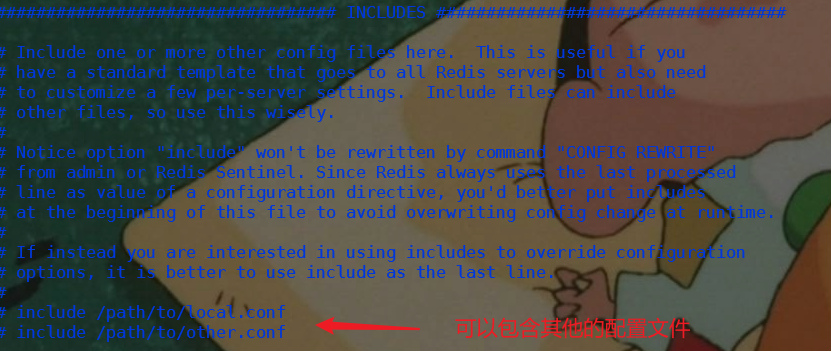 ################################## INCLUDES ###################################
# Include one or more other config files here.  This is useful if you
# have a standard template that goes to all Redis servers but also need
# to customize a few per-server settings.  Include files can include
# other files, so use this wisely.
#
# Notice option "include" won't be rewritten by command "CONFIG REWRITE"
# from admin or Redis Sentinel. Since Redis always uses the last processed
# line as value of a configuration directive, you'd better put includes
# at the beginning of this file to avoid overwriting config change at runtime.
#
# If instead you are interested in using includes to override configuration
# options, it is better to use include as the last line.
#
# include /path/to/local.conf
# include /path/to/other.conf 可以包含其他的配置文件